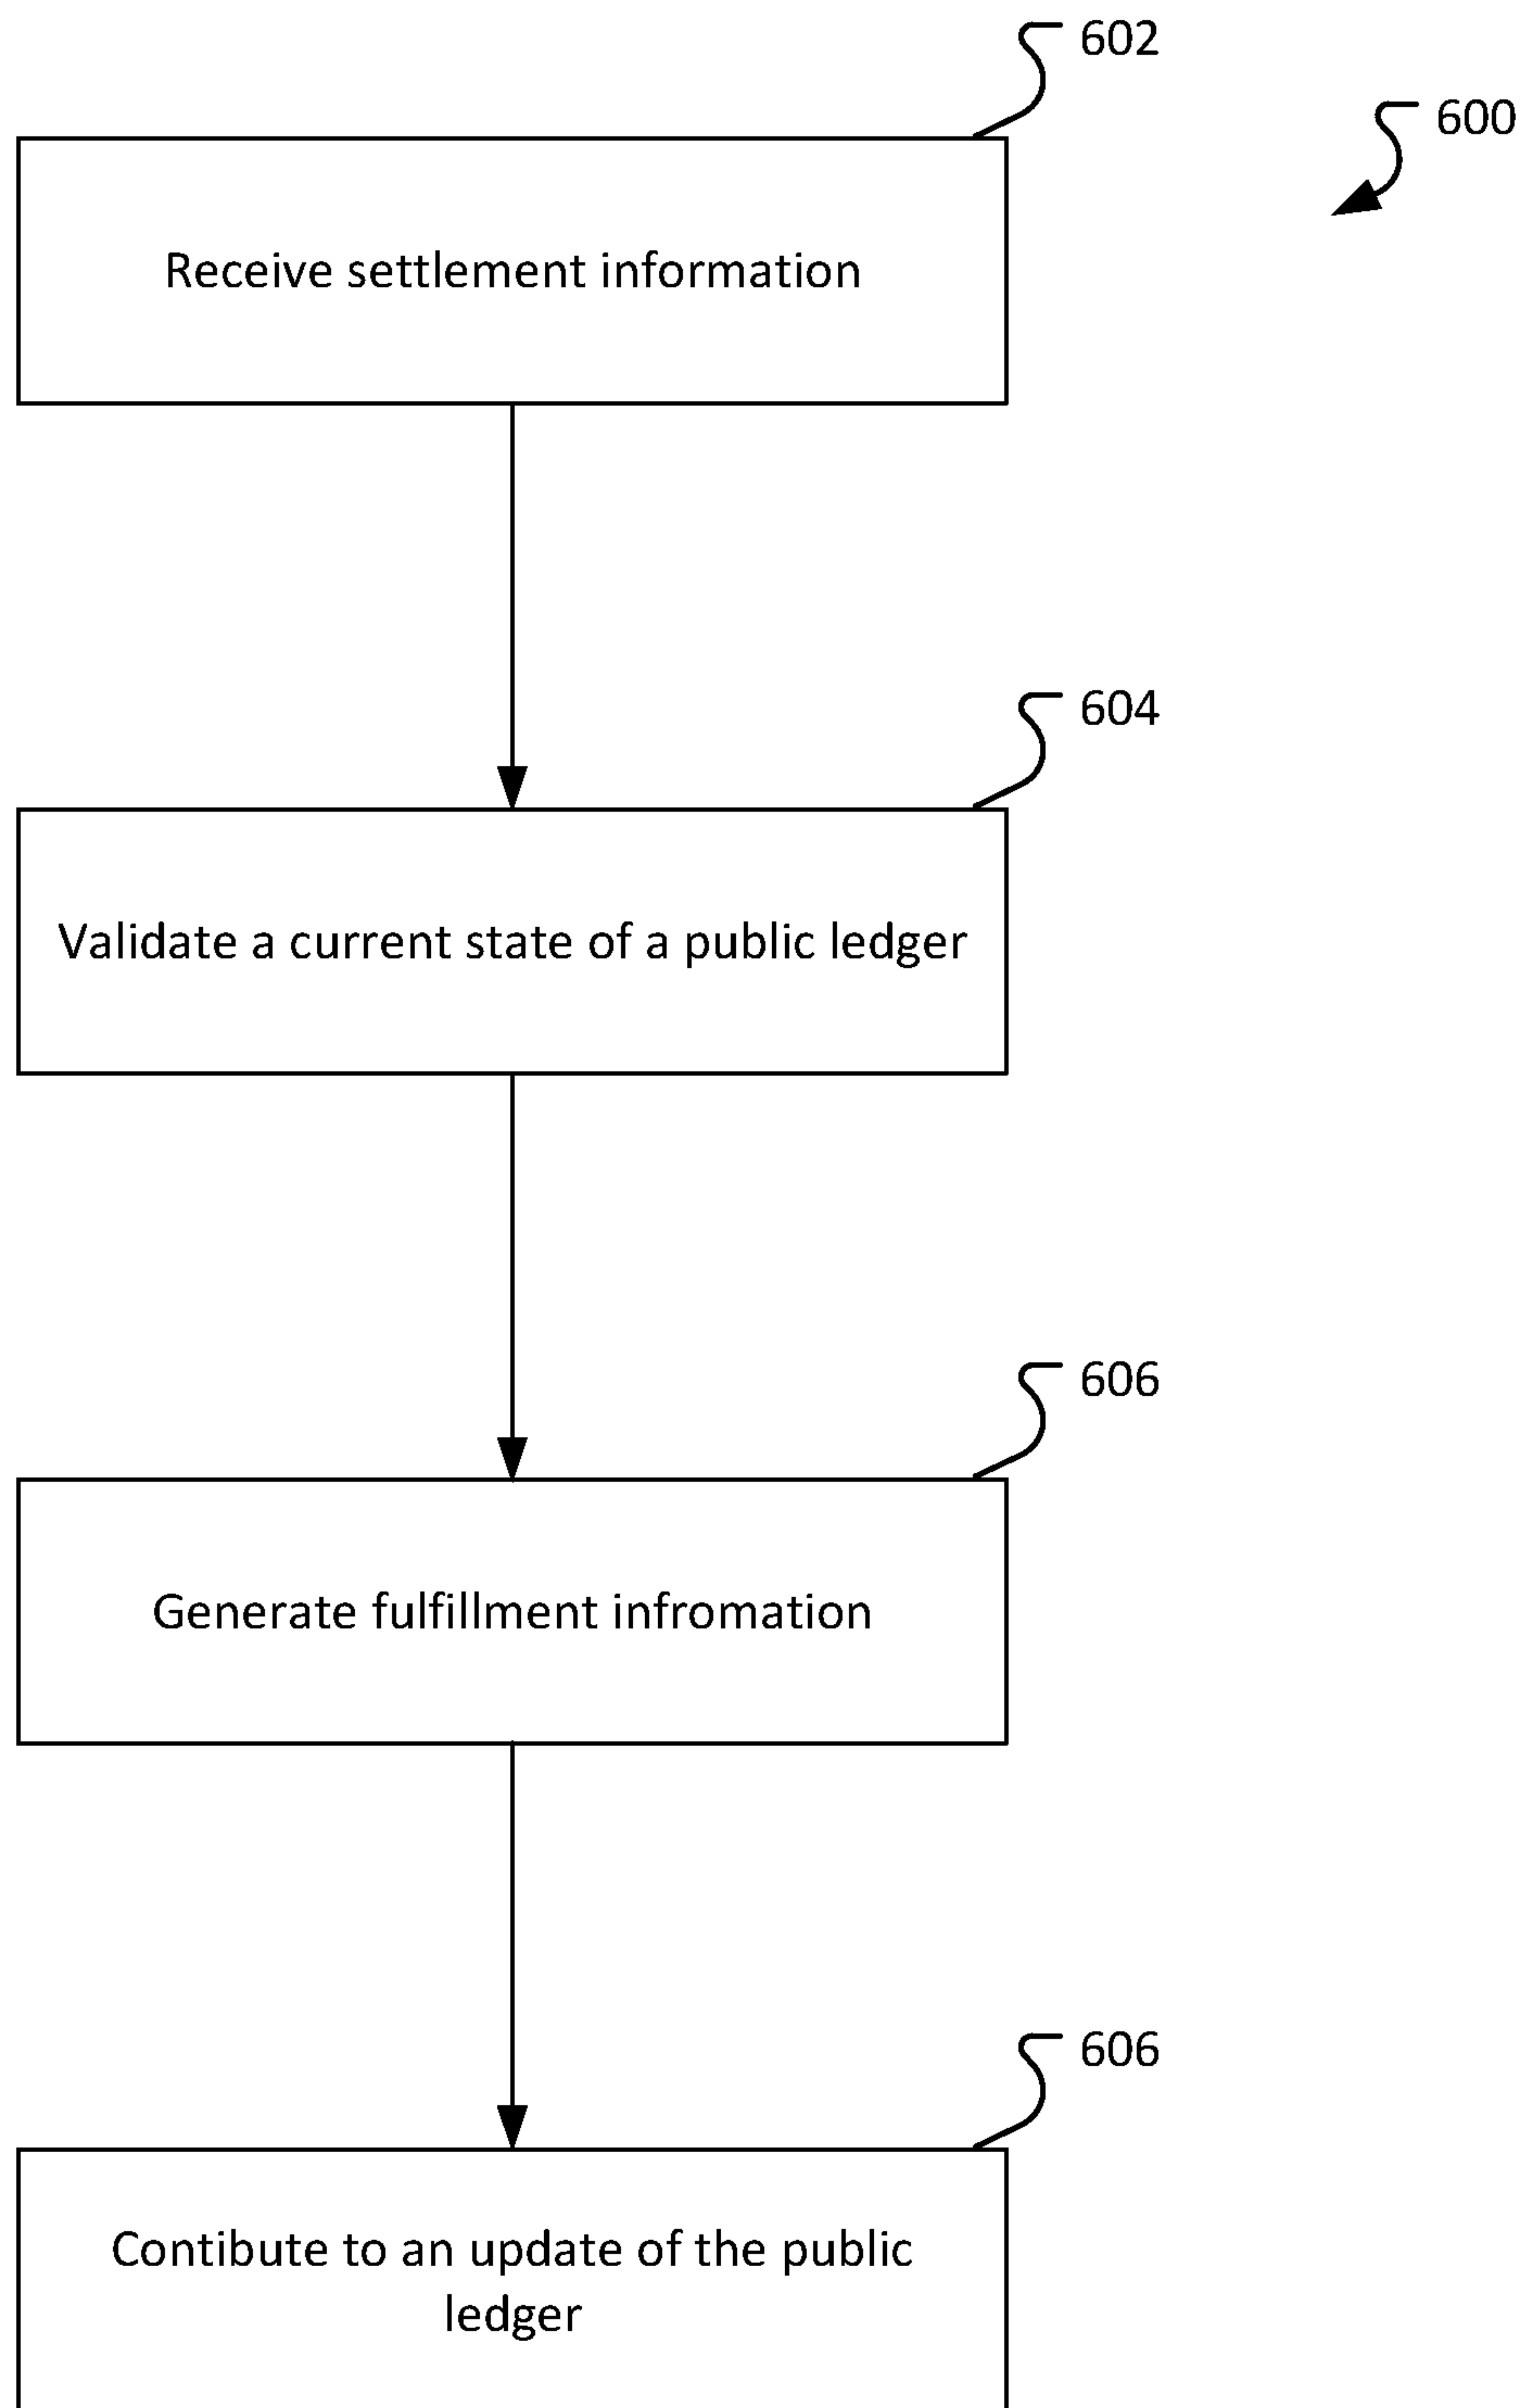 602
600
Receive settlement information
604
Validate a current state of a public ledger
606
Generate fulfillment infromation
606
Contibute to an update of the public
ledger